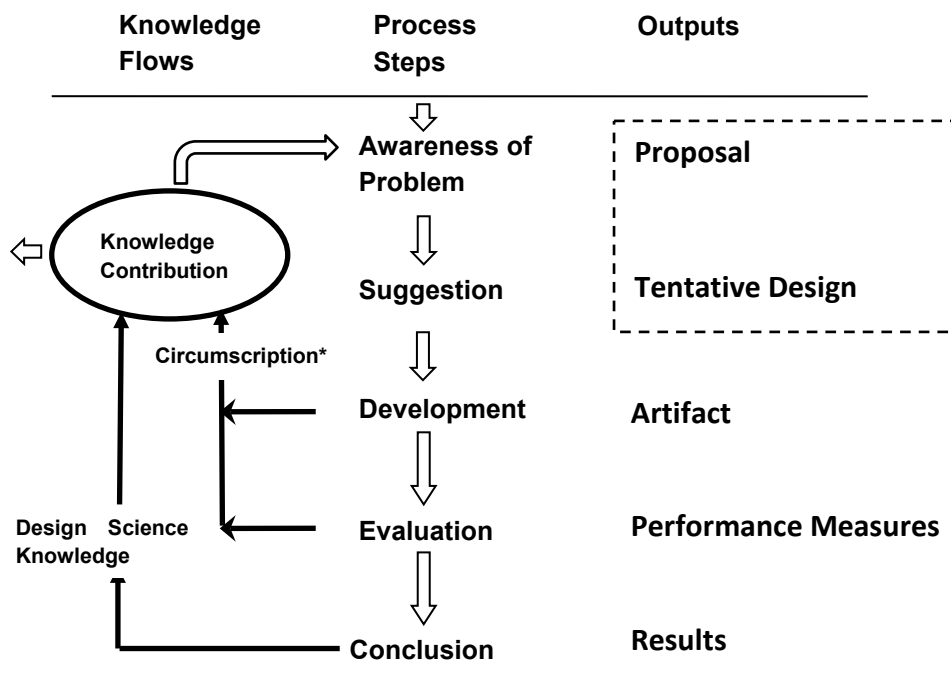 Knowledge
Flows
Process
Steps
Outputs
Awareness of
Problem
Proposal
Knowledge
Contribution
Suggestion
Tentative Design
Circumscription*
Development
Artifact
Design Science
Knowledge
Evaluation
Performance Measures
Conclusion
Results